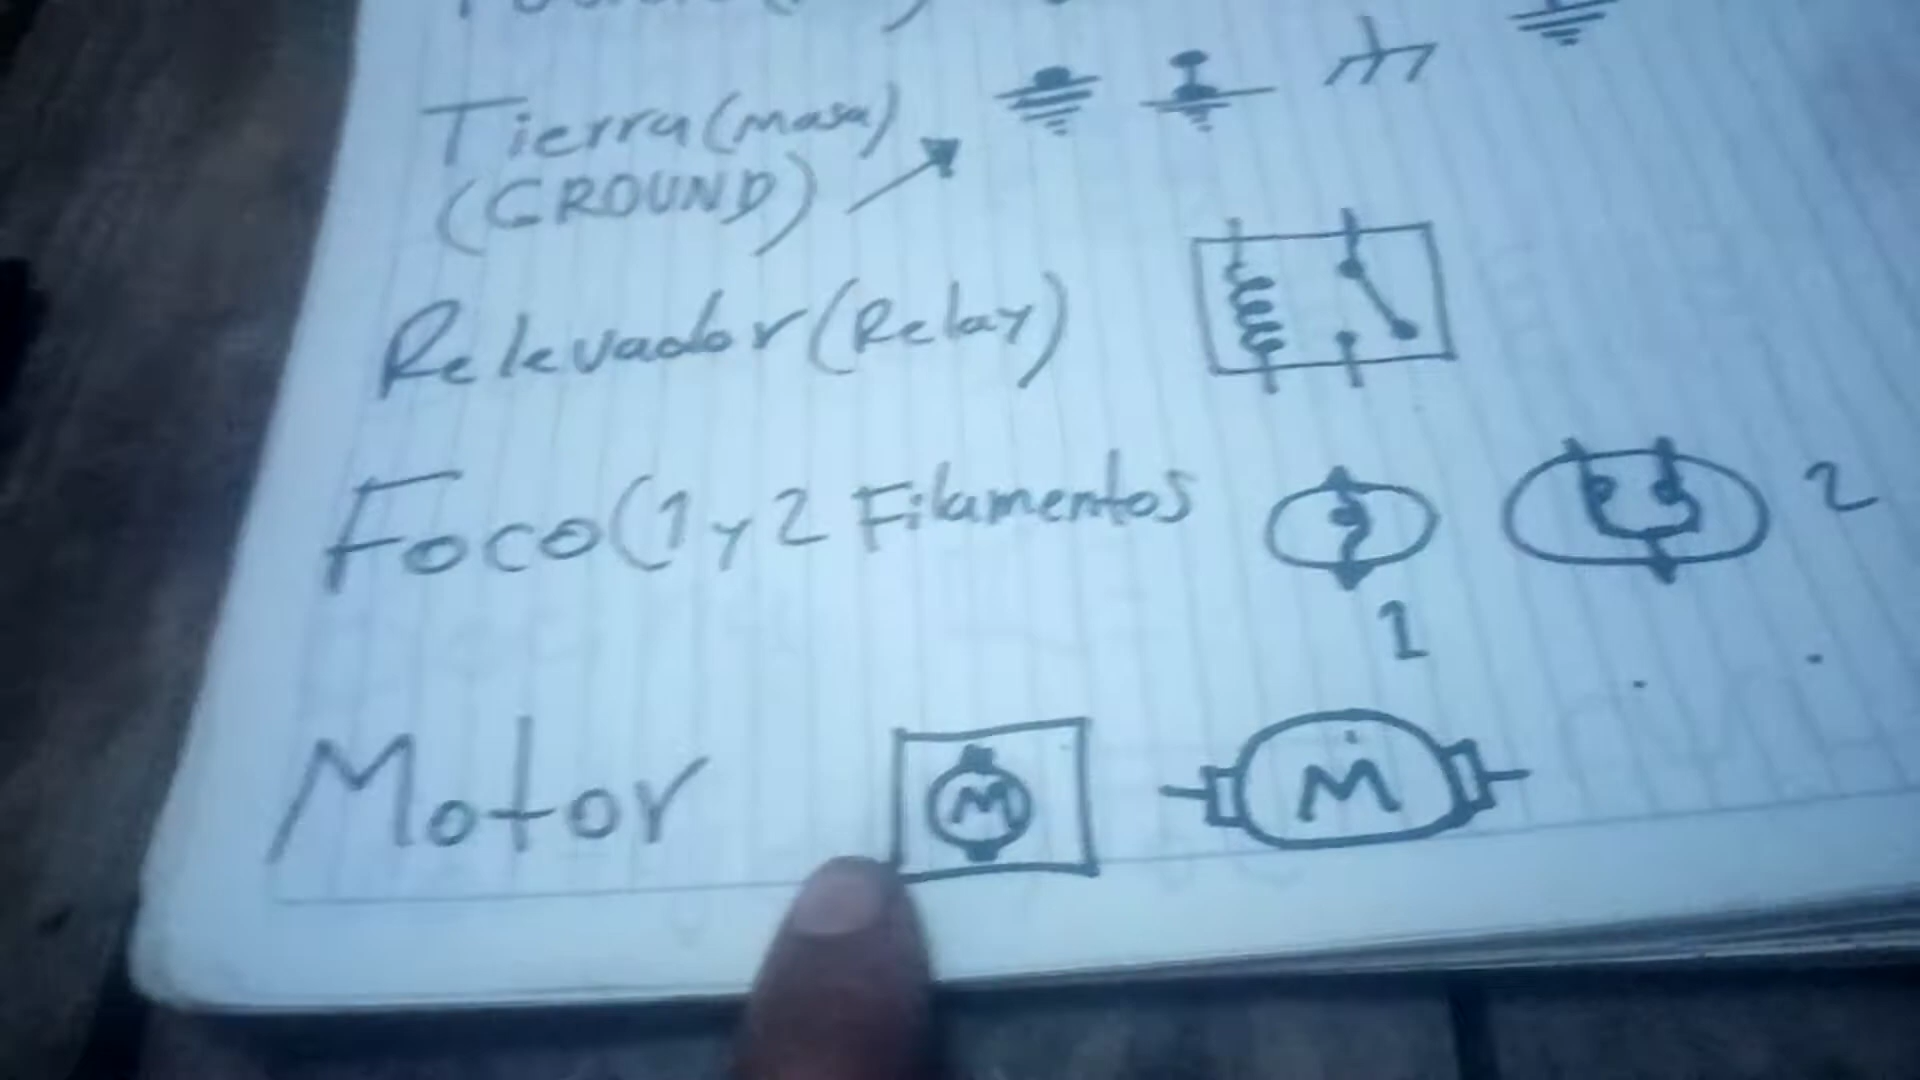 Tierra (masa)
(GROUND)
Relevador (Relay)
Foco (1 y 2 Filamentos
2
1
Motor
M
M